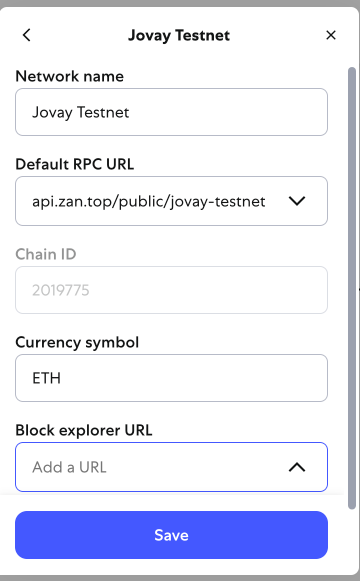 Jovay Testnet
Network name
Jovay Testnet
Default RPC URL
api.zan.top/public/jovay-testnet
Chain ID
2019775
Currency symbol
ETH
Block explorer URL
Add a URL
Save